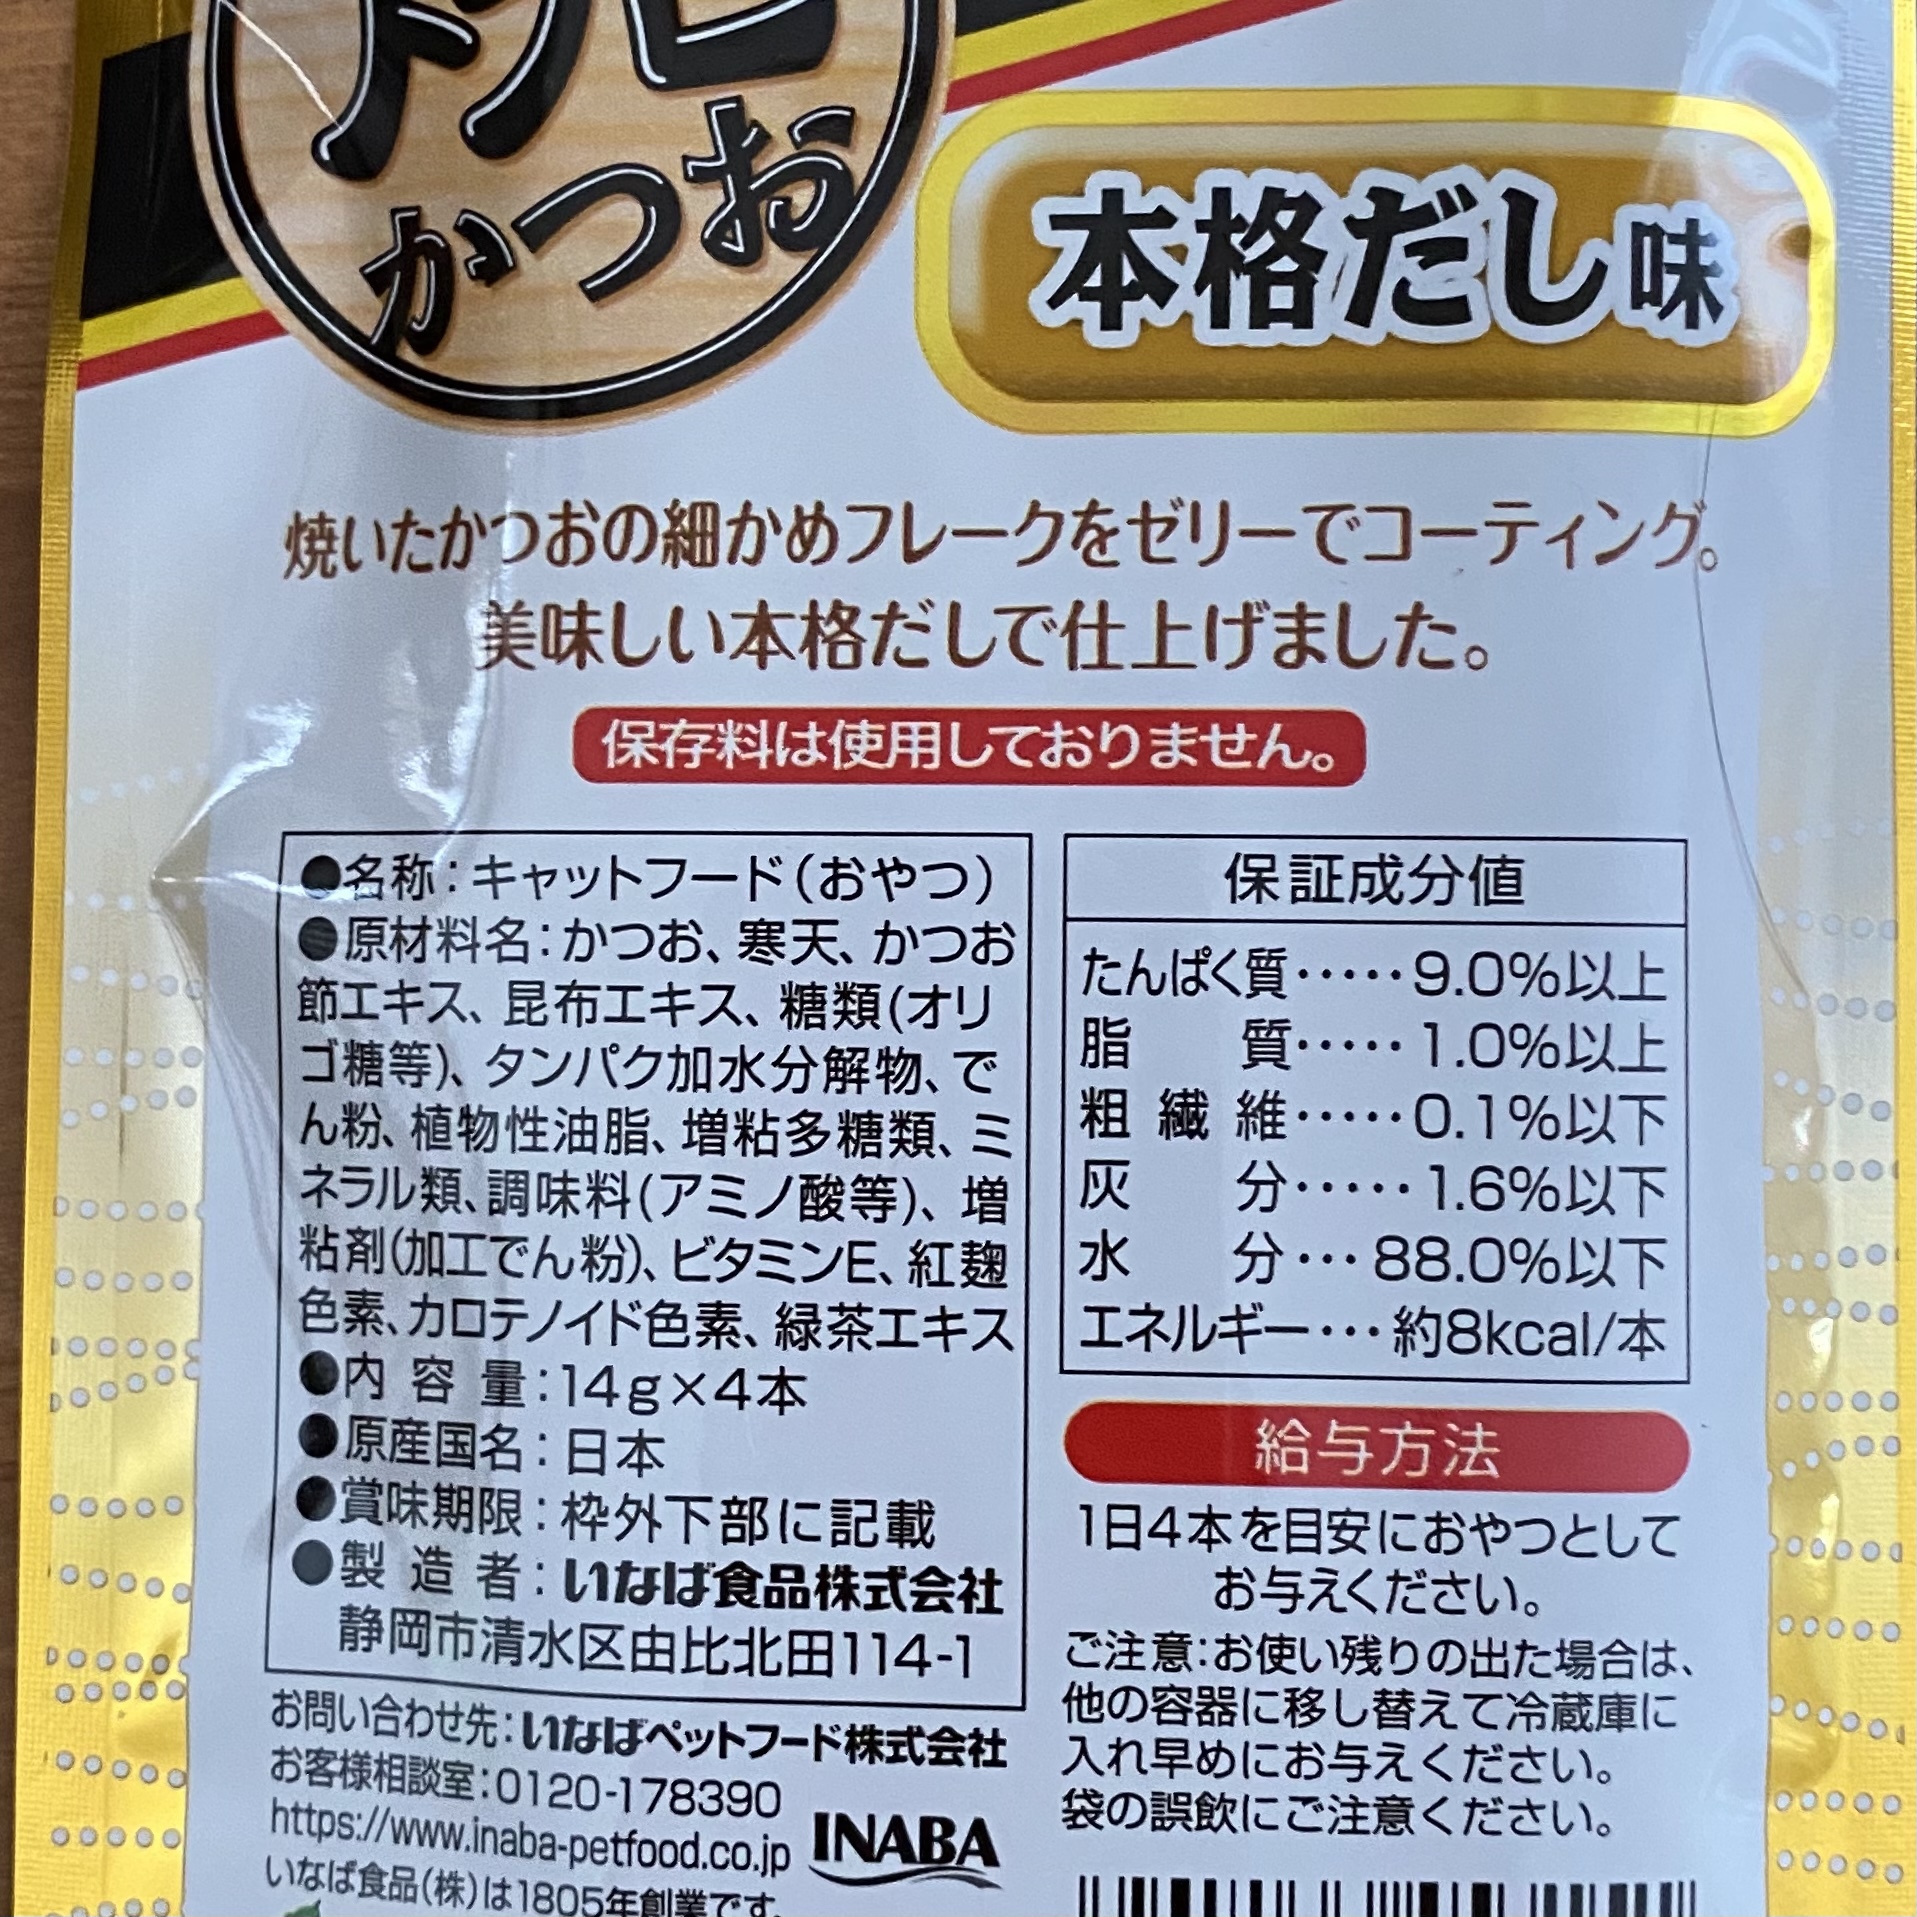 かつお
本格だし味
焼いたかつおの細かめフレークをゼリーでコーティング。
美味しい本格だしで仕上げました。
保存料は使用しておりません。
●名称：キャットフード（おやつ）
●原材料名：かつお、寒天、かつお
節エキス、昆布エキス、糖類(オリ
ゴ糖等)、タンパク加水分解物、で
ん粉、植物性油脂、増粘多糖類、ミ
ネラル類、調味料(アミノ酸等)、増
粘剤(加工でん粉)、ビタミンE、紅麹
色素、カロテノイド色素、緑茶エキス
●内容量：14g×4本
●原産国名：日本
●賞味期限：枠外下部に記載
●製造者：いなば食品株式会社
静岡市清水区由比北田114-1
お問い合わせ先：いなばペットフード株式会社
お客様相談室：0120-178390
https://www.inaba-petfood.co.jp
INABA
いなば食品(株)は1805年創業です。
保証成分値
たんぱく質・・・・・9.0%以上
脂質・・・・・1.0%以上
粗繊維・・・・・0.1%以下
灰分・・・・・1.6%以下
水分・・・88.0%以下
エネルギー・・・約8kcal/本
給与方法
1日4本を目安におやつとして
お与えください。
ご注意：お使い残りの出た場合は、
他の容器に移し替えて冷蔵庫に
入れ早めにお与えください。
袋の誤飲にご注意ください。